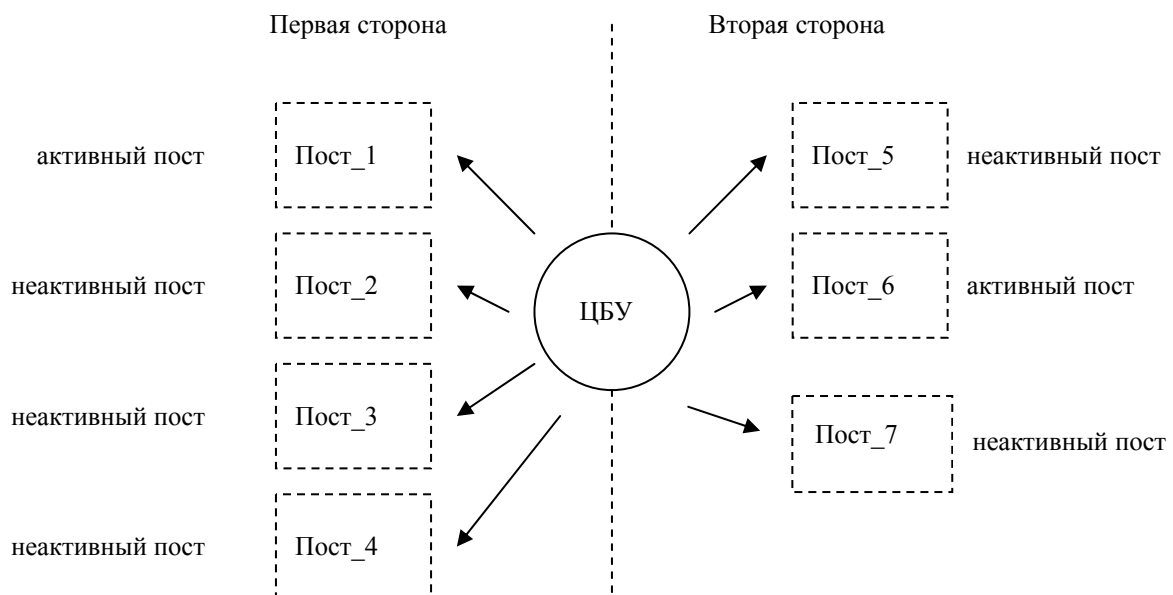 Первая сторона
Вторая сторона
активный пост
Пост_1
Пост_5
неактивный пост
неактивный пост
Пост_2
ЦБУ
Пост_6
активный пост
неактивный пост
Пост_3
Пост_7
неактивный пост
неактивный пост
Пост_4